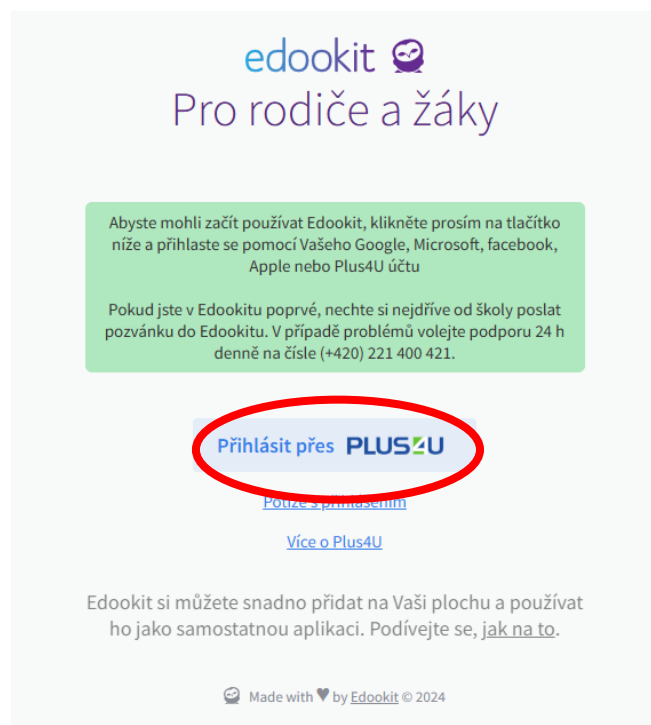 edookit
Pro rodiče a žáky
Abyste mohli začít používat Edookit, klikněte prosím na tlačítko
níže a přihlaste se pomocí Vašeho Google, Microsoft, facebook,
Apple nebo Plus4U účtu
Pokud jste v Edookitu poprvé, nechte si nejdříve od školy poslat
pozvánku do Edookitu. V případě problémů volejte podporu 24 h
denně na čísle (+420) 221 400 421.
Přihlásit přes PLUS4U
Potíže s přihlášením
Více o Plus4U
Edookit si můžete snadno přidat na Vaši plochu a používat
ho jako samostatnou aplikaci. Podívejte se, jak na to.
Made with ♥ by Edookit © 2024